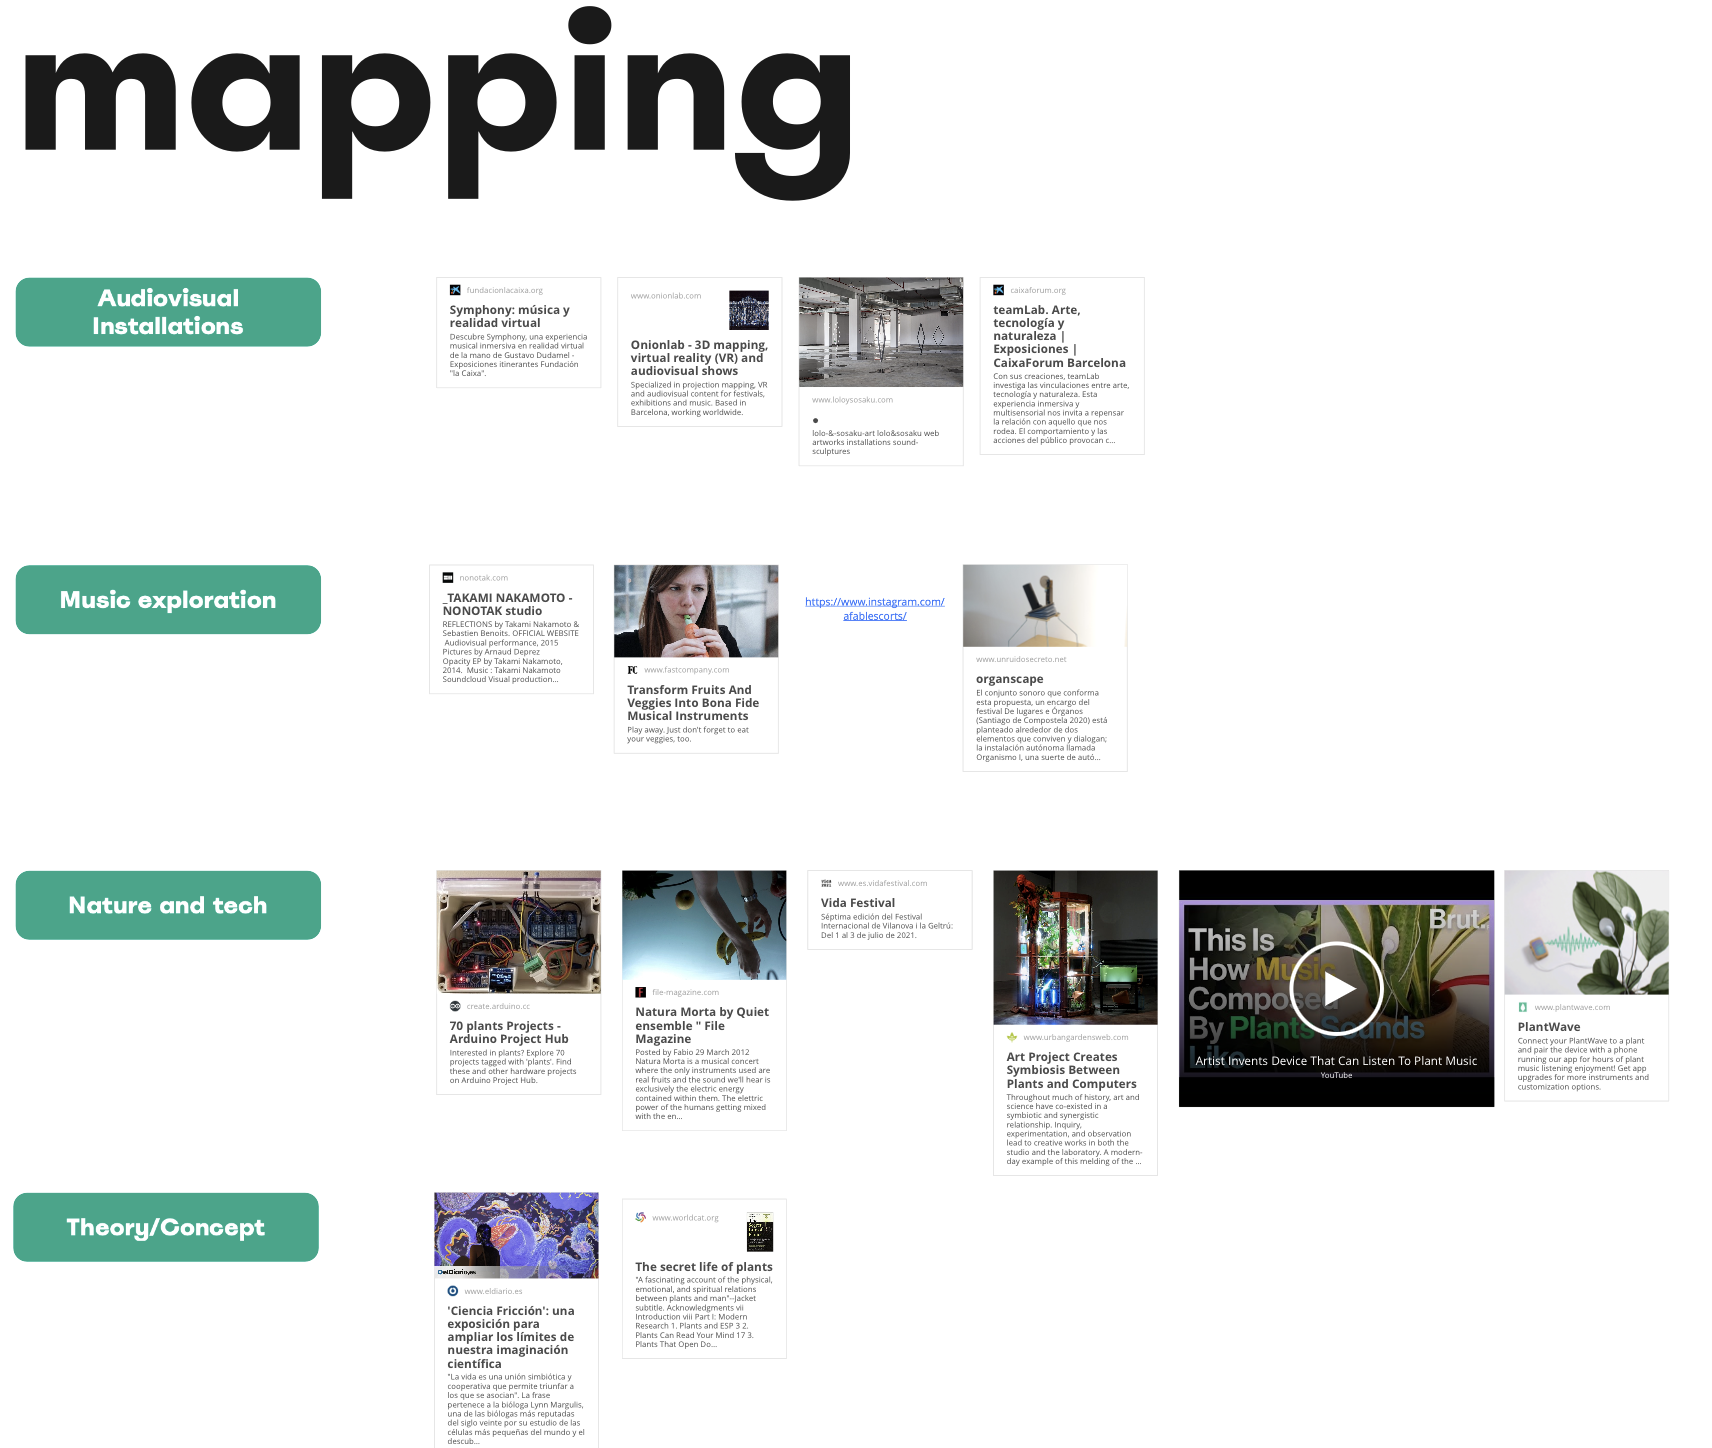 mapping
Audiovisual
Installations
fundacionlacaixa.org
Symphony: música y
realidad virtual
Descubre Symphony, una experiencia
musical inmersiva en realidad virtual
de la mano de Gustavo Dudamel -
Exposiciones itinerantes Fundación
"la Caixa".
www.onionlab.com
Onionlab - 3D mapping,
virtual reality (VR) and
audiovisual shows
Specialized in projection mapping, VR
and audiovisual content for festivals,
exhibitions and music. Based in
Barcelona, working worldwide.
www.loloysosaku.com
•
lolo-&-sosaku-art lolo&sosaku web
artworks installations sound-
sculptures
caixaforum.org
teamLab. Arte,
tecnología y
naturaleza |
Exposiciones |
CaixaForum Barcelona
Con sus creaciones, teamLab
investiga las vinculaciones entre arte,
tecnología y naturaleza. Esta
experiencia inmersiva y
multisensorial nos invita a repensar
la relación con aquello que nos
rodea. El comportamiento y las
acciones del público provocan c...
Music exploration
nonotak.com
_TAKAMI NAKAMOTO -
NONOTAK studio
REFLECTIONS by Takami Nakamoto &
Sebastien Benoits. OFFICIAL WEBSITE
Audiovisual performance, 2015
Pictures by Arnaud Deprez
Opacity EP by Takami Nakamoto,
2014.  Music : Takami Nakamoto
Soundcloud Visual production...
FC www.fastcompany.com
Transform Fruits And
Veggies Into Bona Fide
Musical Instruments
Play away. Just don't forget to eat
your veggies, too.
https://www.instagram.com/
afablescorts/
www.unruidosecreto.net
organscape
El conjunto sonoro que conforma
esta propuesta, un encargo del
festival De lugares e Órganos
(Santiago de Compostela 2020) está
planteado alrededor de dos
elementos que conviven y dialogan;
la instalación autónoma llamada
Organismo I, una suerte de autó...
Nature and tech
create.arduino.cc
70 plants Projects -
Arduino Project Hub
Interested in plants? Explore 70
projects tagged with 'plants'. Find
these and other hardware projects
on Arduino Project Hub.
file-magazine.com
Natura Morta by Quiet
ensemble " File
Magazine
Posted by Fabio 29 March 2012
Natura Morta is a musical concert
where the only instruments used are
real fruits and the sound we'll hear is
exclusively the electric energy
contained within them. The elettric
power of the humans getting mixed
with the en...
www.es.vidafestival.com
Vida Festival
Séptima edición del Festival
Internacional de Vilanova i la Geltrú:
Del 1 al 3 de julio de 2021.
www.urbangardensweb.com
Art Project Creates
Symbiosis Between
Plants and Computers
Throughout much of history, art and
science have co-existed in a
symbiotic and synergistic
relationship. Inquiry,
experimentation, and observation
lead to creative works in both the
studio and the laboratory. A modern-
day example of this melding of the ...
Brut.
This Is
How Music
Composed
By Plants Sounds
Like
Artist Invents Device That Can Listen To Plant Music
YouTube
www.plantwave.com
PlantWave
Connect your PlantWave to a plant
and pair the device with a phone
running our app for hours of plant
music listening enjoyment! Get app
upgrades for more instruments and
customization options.
Theory/Concept
elDiario.es
www.eldiario.es
'Ciencia Fricción': una
exposición para
ampliar los límites de
nuestra imaginación
científica
"La vida es una unión simbiótica y
cooperativa que permite triunfar a
los que se asocian". La frase
pertenece a la bióloga Lynn Margulis,
una de las biólogas más reputadas
del siglo veinte por su estudio de las
células más pequeñas del mundo y el
descub...
www.worldcat.org
The secret life of plants
"A fascinating account of the physical,
emotional, and spiritual relations
between plants and man"--Jacket
subtitle. Acknowledgments vii
Introduction viii Part I: Modern
Research 1. Plants and ESP 3 2.
Plants Can Read Your Mind 17 3.
Plants That Open Do...